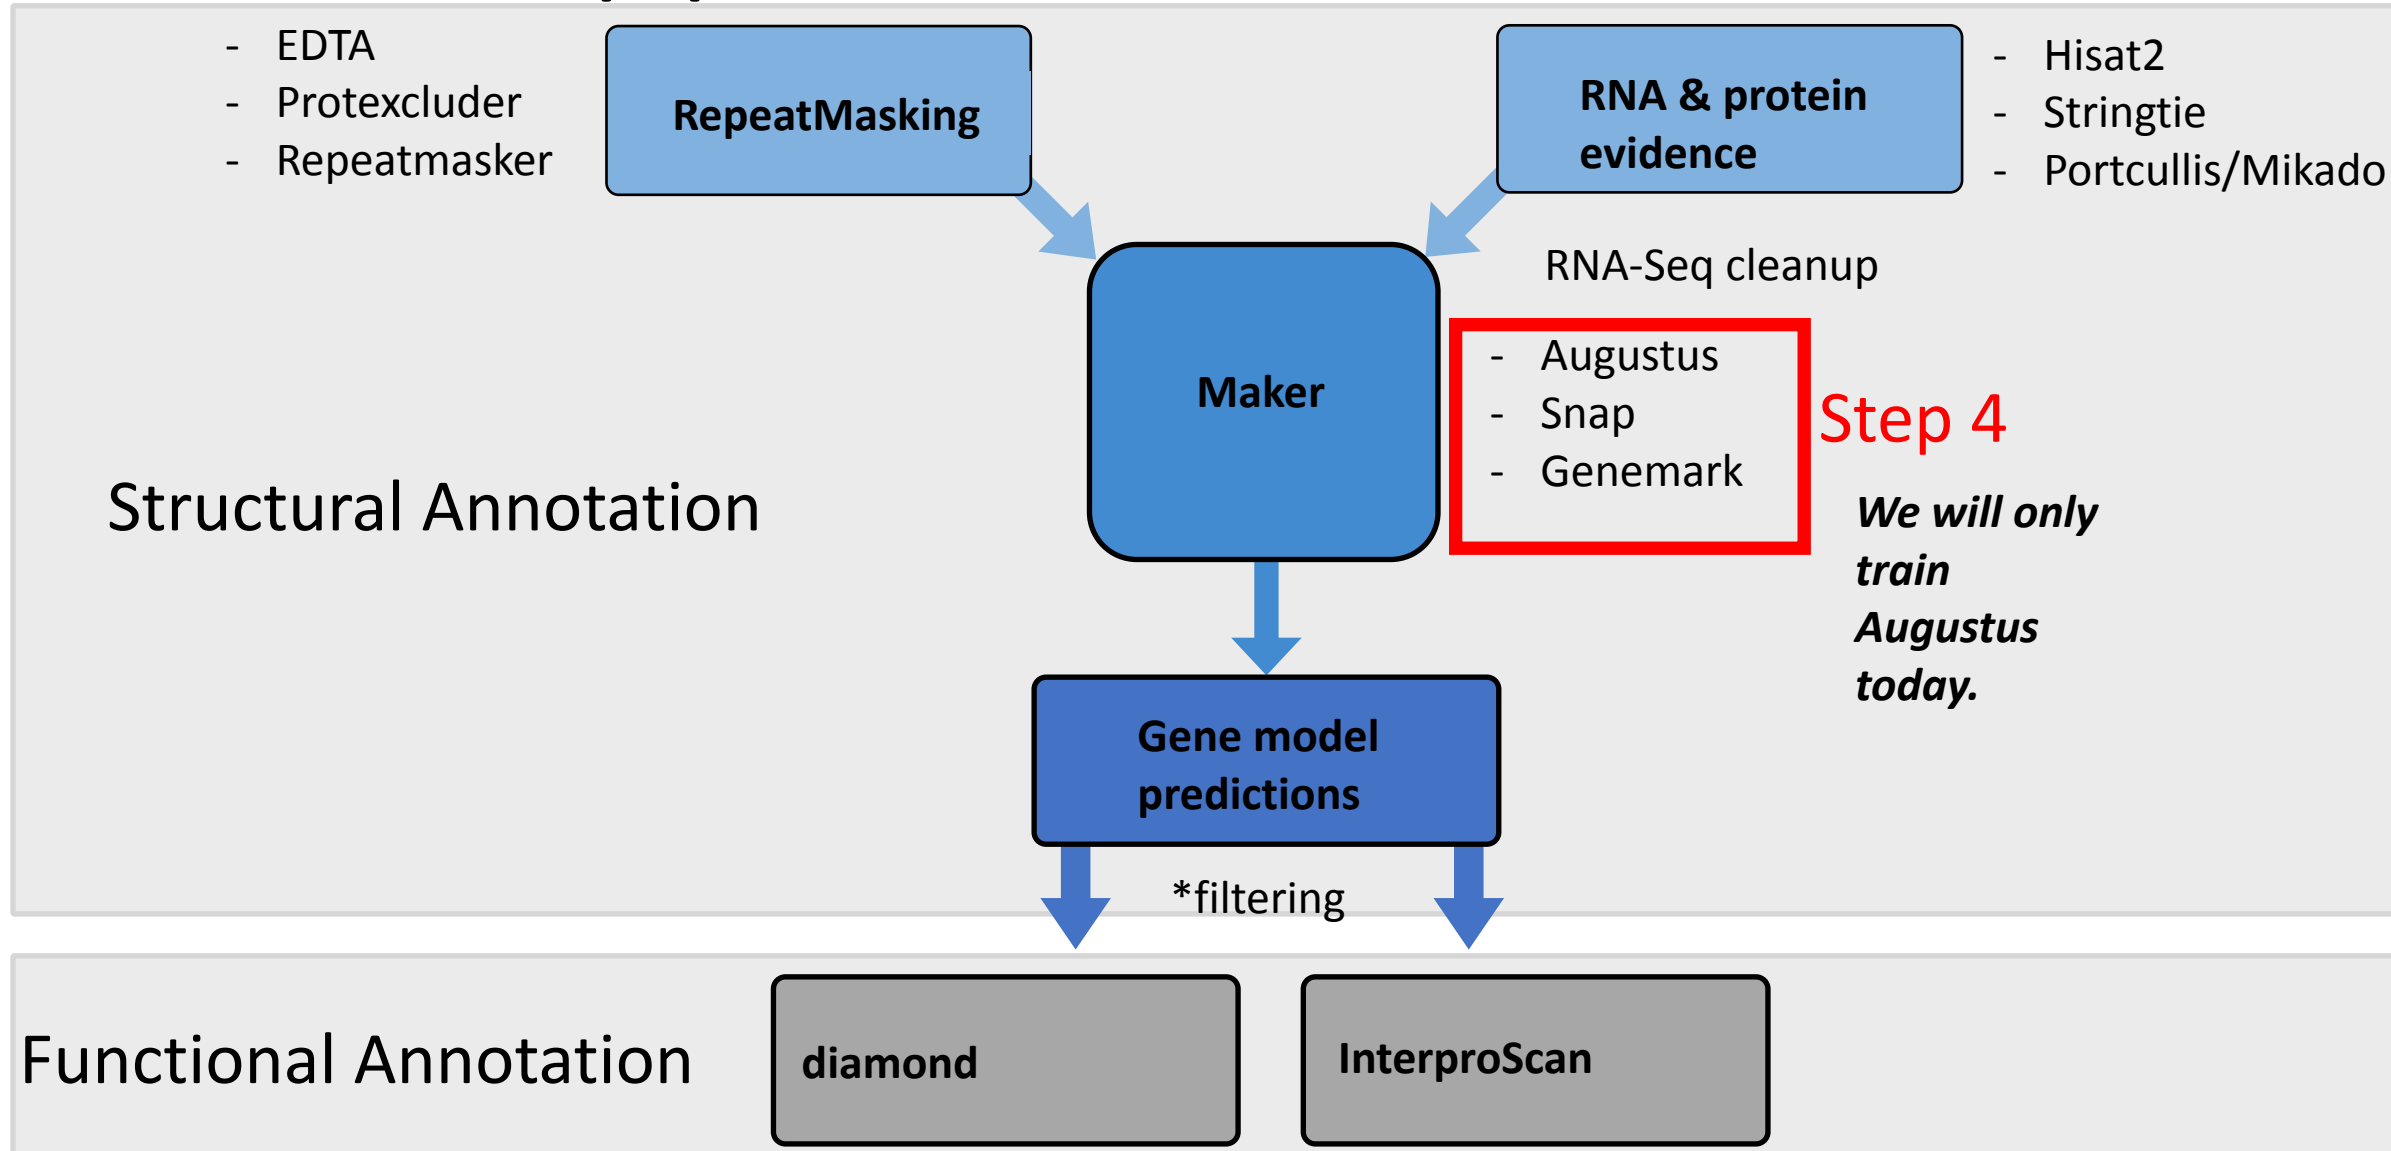 - EDTA
- Protexcluder
- Repeatmasker
RepeatMasking
RNA & protein
evidence
- Hisat2
- Stringtie
- Portcullis/Mikado
RNA-Seq cleanup
Maker
- Augustus
- Snap
- Genemark
Step 4
We will only
train
Augustus
today.
Structural Annotation
Gene model
predictions
*filtering
Functional Annotation
diamond
InterproScan